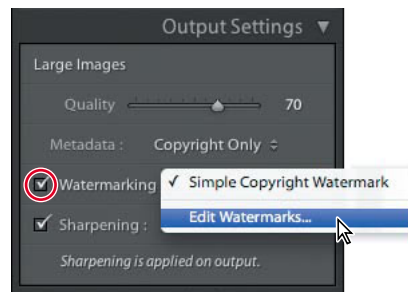 Output Settings ▼
Large Images
Quality 70
Metadata : Copyright Only
Watermarking ✓ Simple Copyright Watermark
Edit Watermarks...
Sharpening :
Sharpening is applied on output.